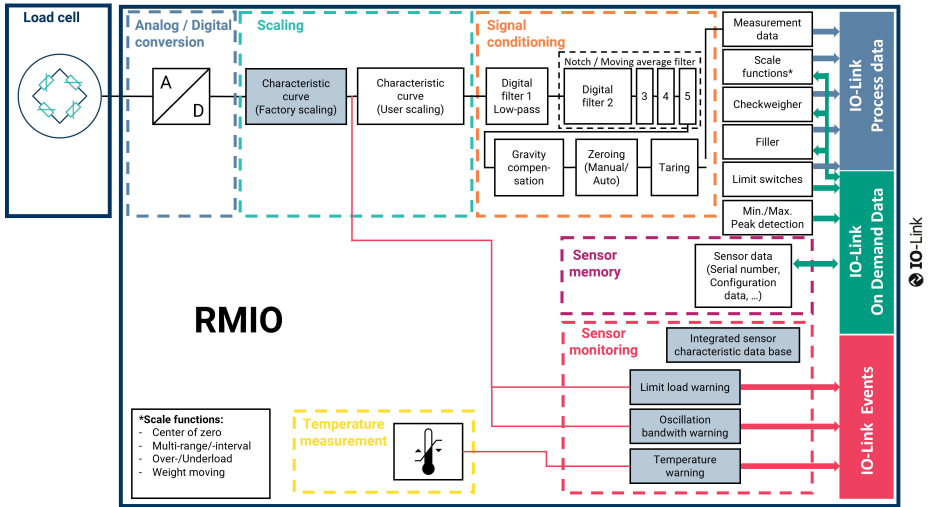 Load cell
Analog / Digital
conversion
A
D
Scaling
Characteristic
curve
(Factory scaling)
Characteristic
curve
(User scaling)
Signal
conditioning
Digital
filter 1
Low-pass
Notch / Moving average filter
Digital
filter 2
3
4
5
Gravity
compen-
sation
Zeroing
(Manual/
Auto)
Taring
Measurement
data
Scale
functions*
Checkweigher
Filler
Limit switches
Min./Max.
Peak detection
IO-Link
Process data
IO-Link
On Demand Data
IO-Link Events
IO-Link
Sensor
memory
Sensor data
(Serial number,
Configuration
data, ...)
RMIO
Sensor
monitoring
Integrated sensor
characteristic data base
Limit load warning
Oscillation
bandwith warning
Temperature
warning
Temperature
measurement
*Scale functions:
- Center of zero
- Multi-range/-interval
- Over-/Underload
- Weight moving